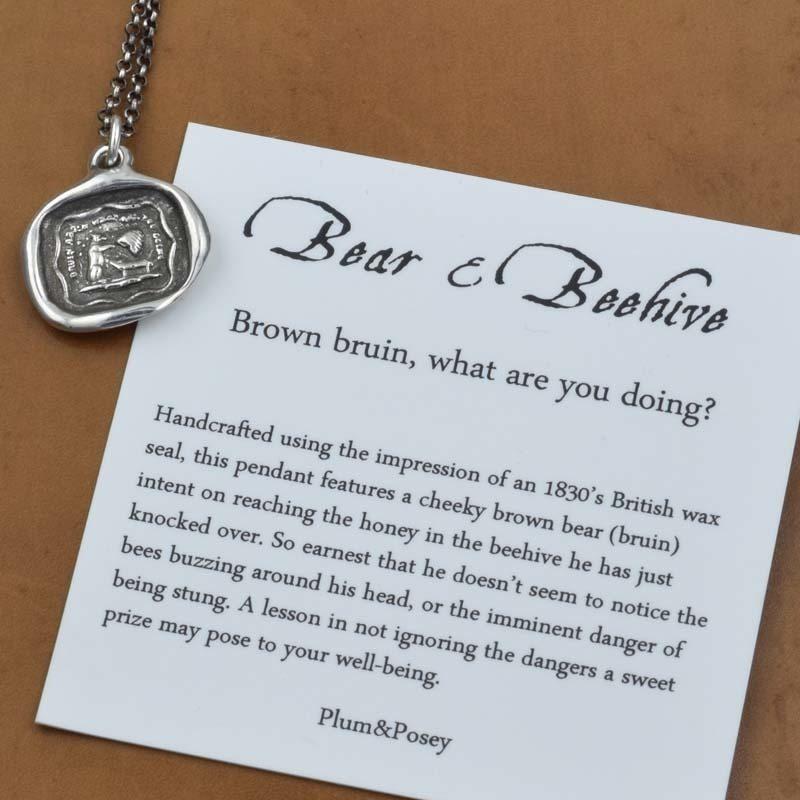 Bear & Beehive
Brown bruin, what are you doing?
Handcrafted using the impression of an 1830's British wax
seal, this pendant features a cheeky brown bear (bruin)
intent on reaching the honey in the beehive he has just
knocked over. So earnest that he doesn't seem to notice the
bees buzzing around his head, or the imminent danger of
being stung. A lesson in not ignoring the dangers a sweet
prize may pose to your well-being.
Plum&Posey